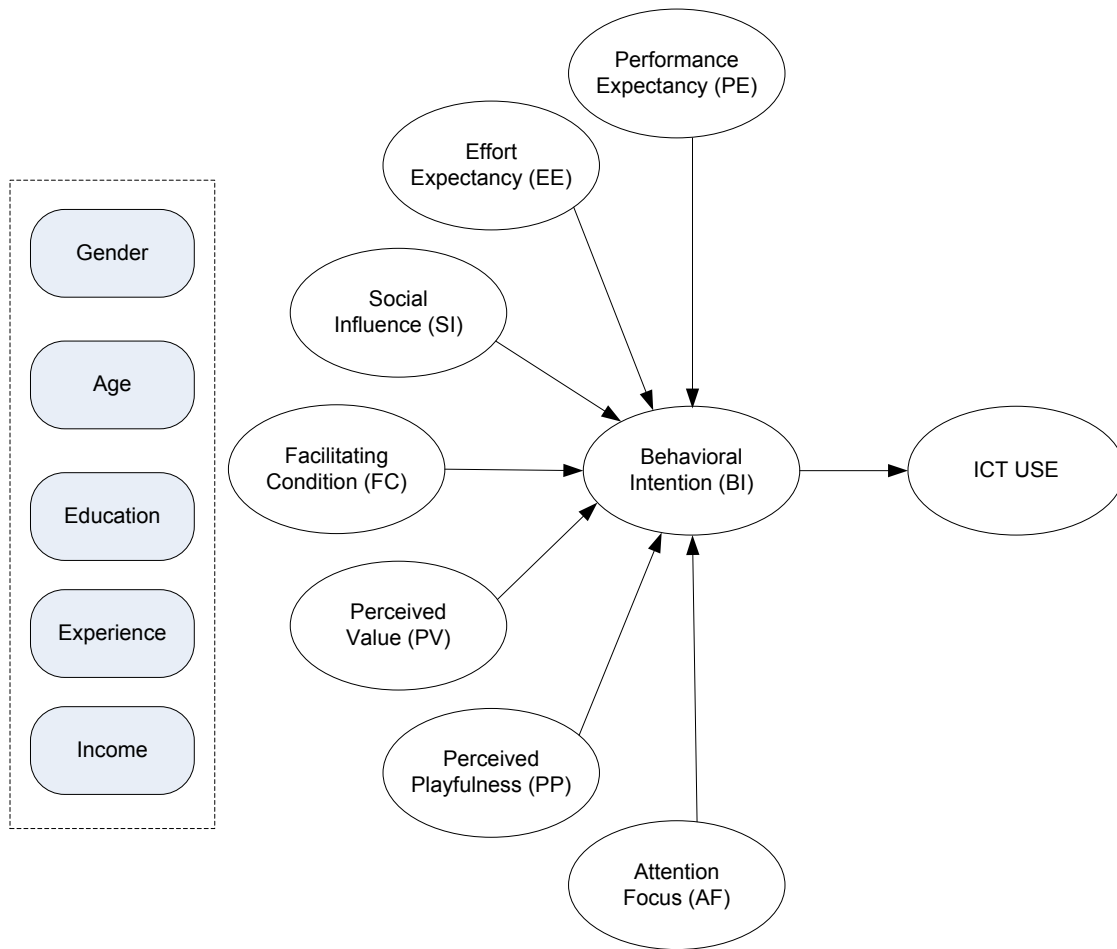 Performance
Expectancy (PE)
Effort
Expectancy (EE)
Gender
Social
Influence (SI)
Age
Facilitating
Condition (FC)
Behavioral
Intention (BI)
ICT USE
Education
Perceived
Value (PV)
Experience
Income
Perceived
Playfulness (PP)
Attention
Focus (AF)